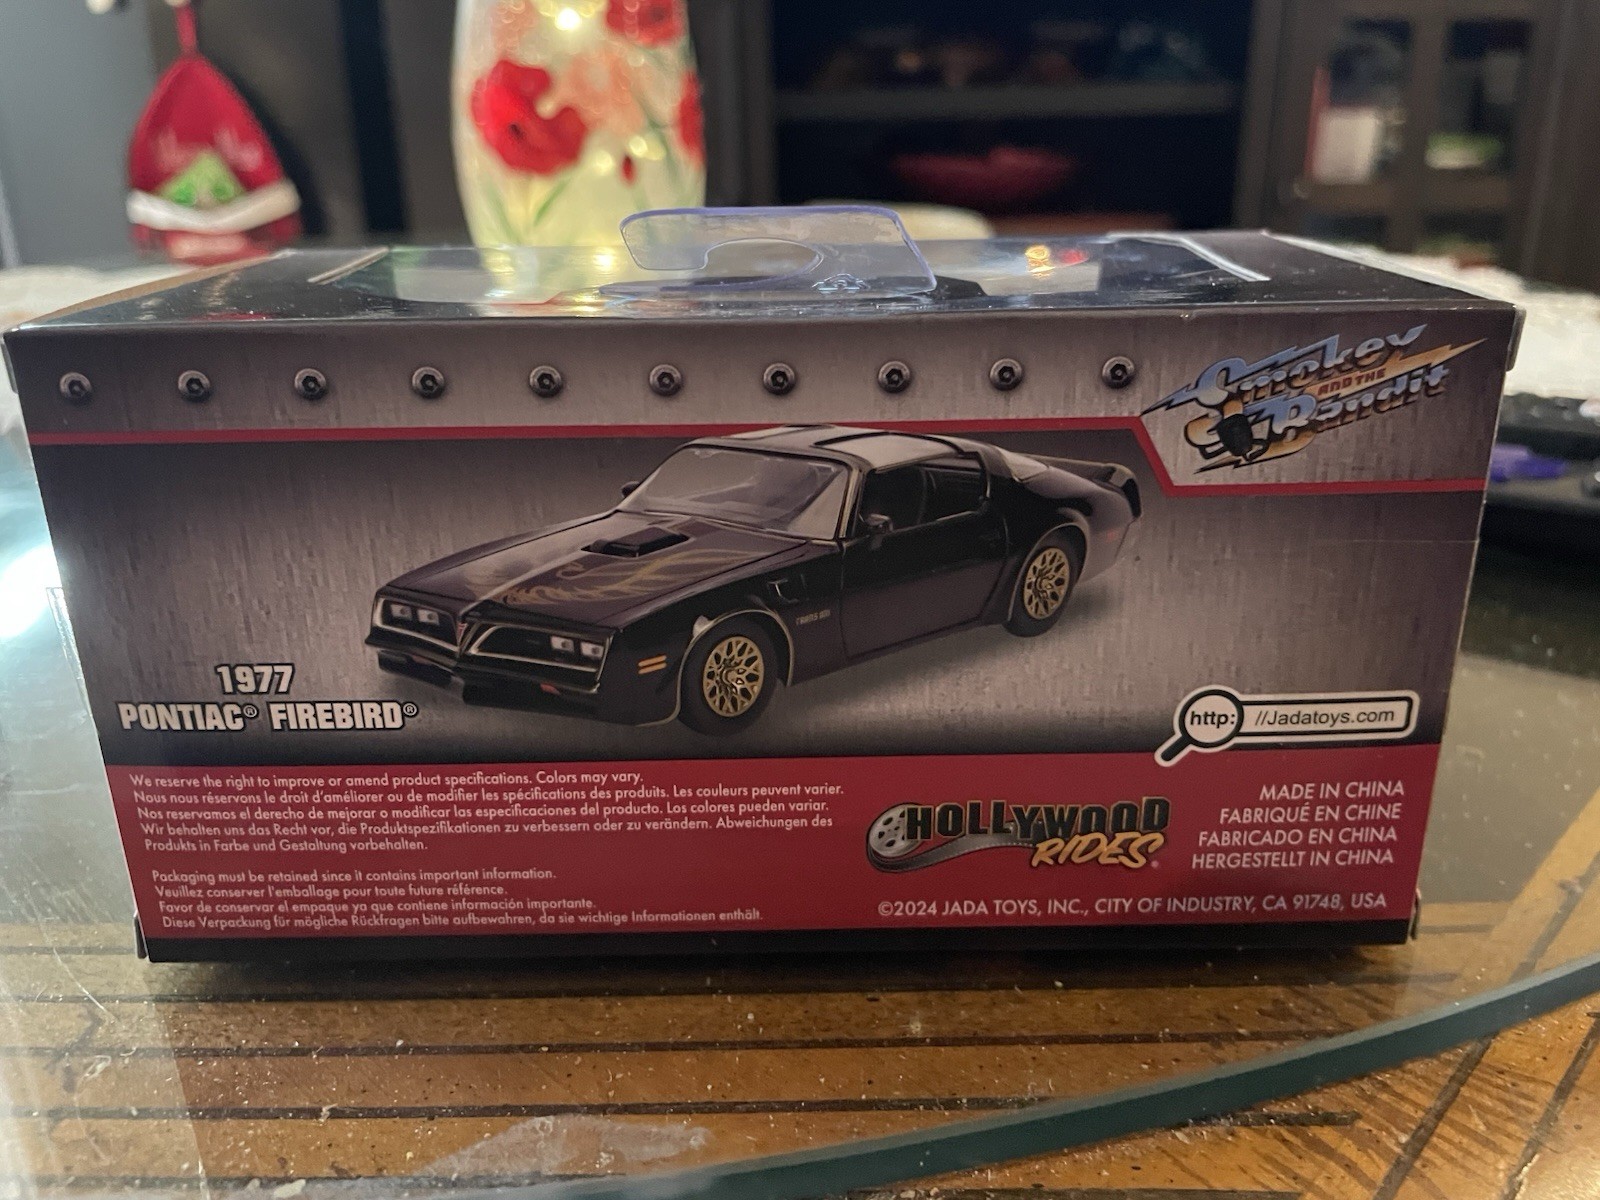 Smokey
AND THE
Bandit
TRANS AM
1977
PONTIAC® FIREBIRD®
http: //Jadatoys.com
We reserve the right to improve or amend product specifications. Colors may vary.
Nous nous réservons le droit d'améliorer ou de modifier les spécifications des produits. Les couleurs peuvent varier.
Nos reservamos el derecho de mejorar o modificar las especificaciones del producto. Los colores pueden variar.
Wir behalten uns das Recht vor, die Produktspezifikationen zu verbessern oder zu verändern. Abweichungen des
Produkts in Farbe und Gestaltung vorbehalten.
Packaging must be retained since it contains important information.
Veuillez conserver l'emballage pour toute future référence.
Favor de conservar el empaque ya que contiene información importante.
Diese Verpackung für mögliche Rückfragen bitte aufbewahren, da sie wichtige Informationen enthält.
HOLLYWOOD
RIDES®
MADE IN CHINA
FABRIQUÉ EN CHINE
FABRICADO EN CHINA
HERGESTELLT IN CHINA
©2024 JADA TOYS, INC., CITY OF INDUSTRY, CA 91748, USA